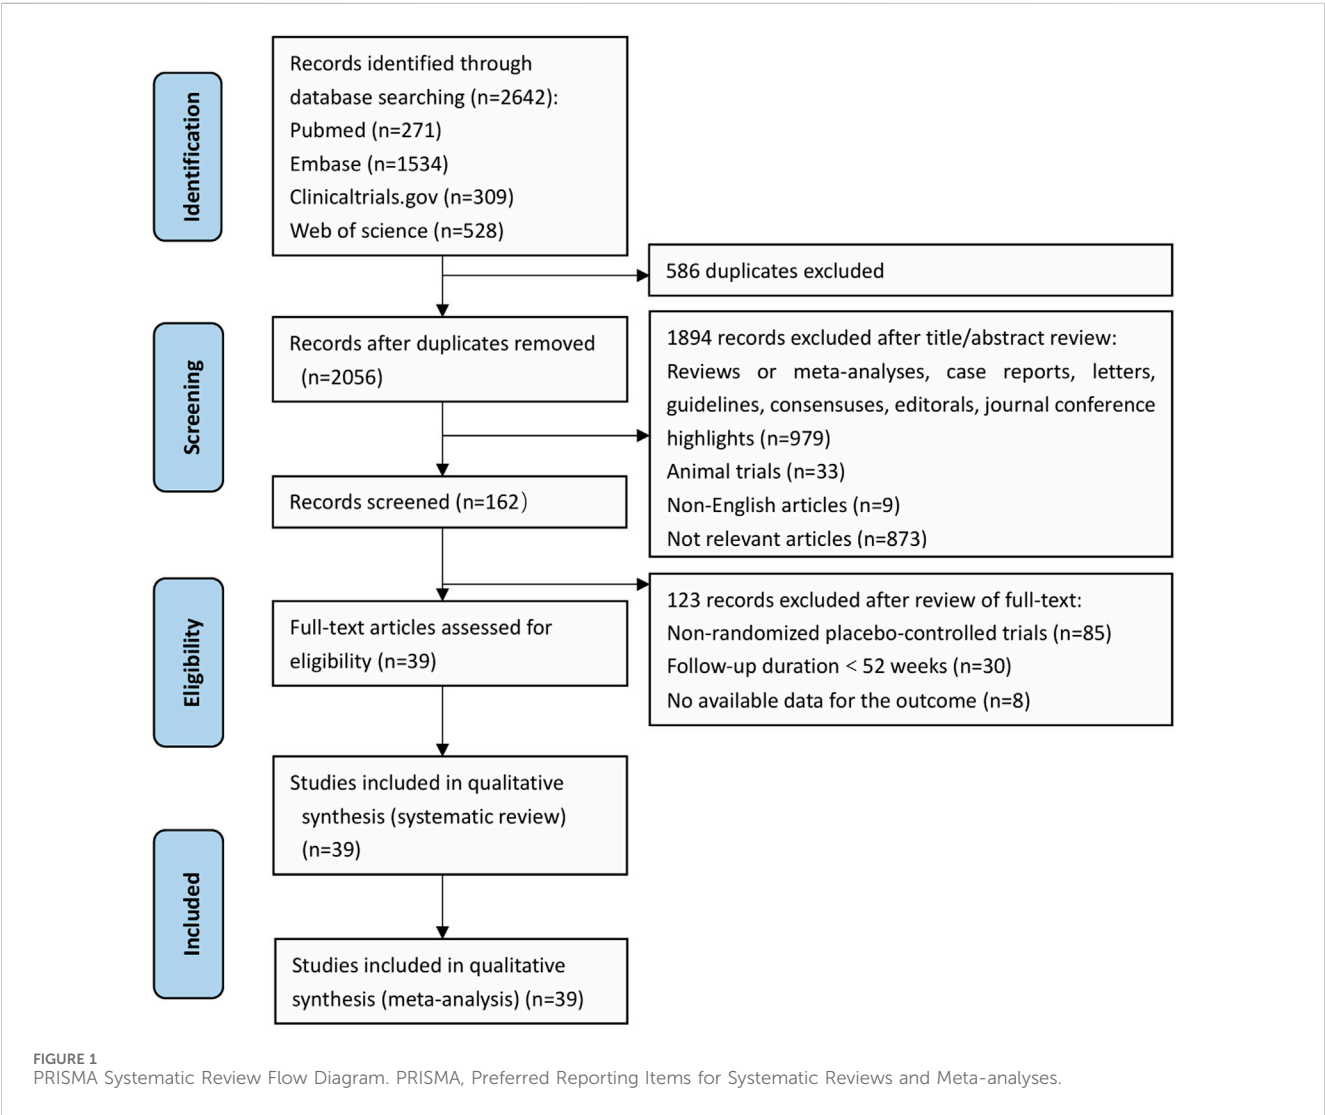 Identification
Records identified through
database searching (n=2642):
Pubmed (n=271)
Embase (n=1534)
Clinicaltrials.gov (n=309)
Web of science (n=528)
586 duplicates excluded
Screening
Records after duplicates removed
(n=2056)
1894 records excluded after title/abstract review:
Reviews or meta-analyses, case reports, letters,
guidelines, consensuses, editorals, journal conference
highlights (n=979)
Animal trials (n=33)
Non-English articles (n=9)
Not relevant articles (n=873)
Records screened (n=162）
Eligibility
Full-text articles assessed for
eligibility (n=39)
123 records excluded after review of full-text:
Non-randomized placebo-controlled trials (n=85)
Follow-up duration < 52 weeks (n=30)
No available data for the outcome (n=8)
Included
Studies included in qualitative
synthesis (systematic review)
(n=39)
Studies included in qualitative
synthesis (meta-analysis) (n=39)
FIGURE 1
PRISMA Systematic Review Flow Diagram. PRISMA, Preferred Reporting Items for Systematic Reviews and Meta-analyses.